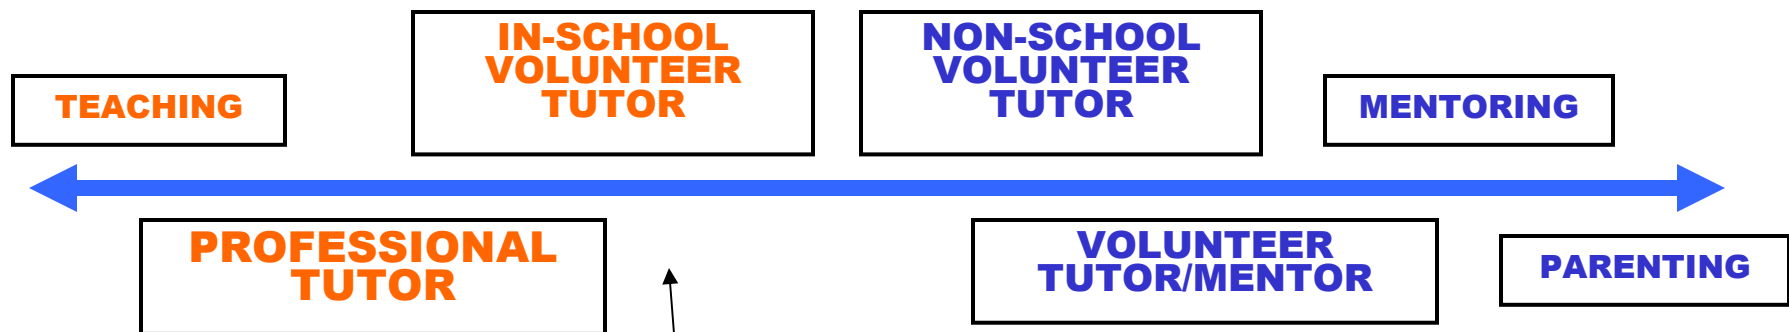 TEACHING
IN-SCHOOL
VOLUNTEER
TUTOR
NON-SCHOOL
VOLUNTEER
TUTOR
MENTORING
PROFESSIONAL
TUTOR
VOLUNTEER
TUTOR/MENTOR
PARENTING